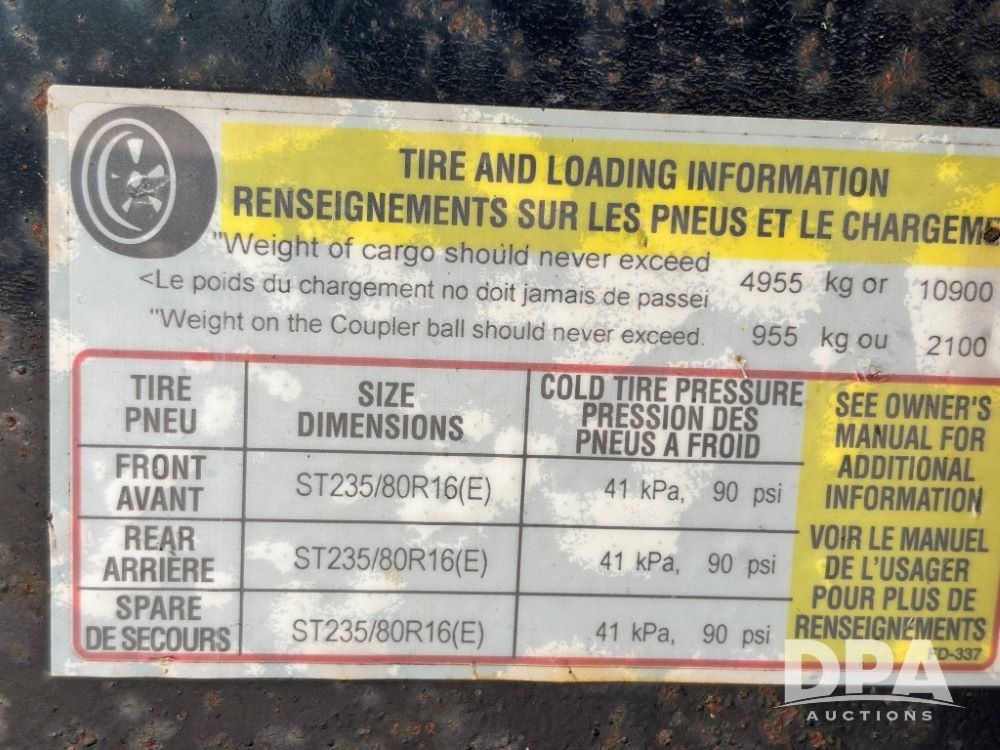 TIRE AND LOADING INFORMATION
RENSEIGNEMENTS SUR LES PNEUS ET LE CHARGEM
"Weight of cargo should never exceed 4955 kg or 10900
<Le poids du chargement no doit jamais de passei
"Weight on the Coupler ball should never exceed. 955 kg ou 2100
TIRE
PNEU
SIZE
DIMENSIONS
COLD TIRE PRESSURE
PRESSION DES
PNEUS A FROID
SEE OWNER'S
MANUAL FOR
ADDITIONAL
INFORMATION
VOIR LE MANUEL
DE L'USAGER
POUR PLUS DE
RENSEIGNEMENTS
FD-337
FRONT
AVANT
ST235/80R16(E)
41 kPa, 90 psi
REAR
ARRIÈRE
ST235/80R16(E)
41 kPa, 90 psi
SPARE
DE SECOURS
ST235/80R16(E)
41 kPa, 90 psi
DPA
AUCTIONS